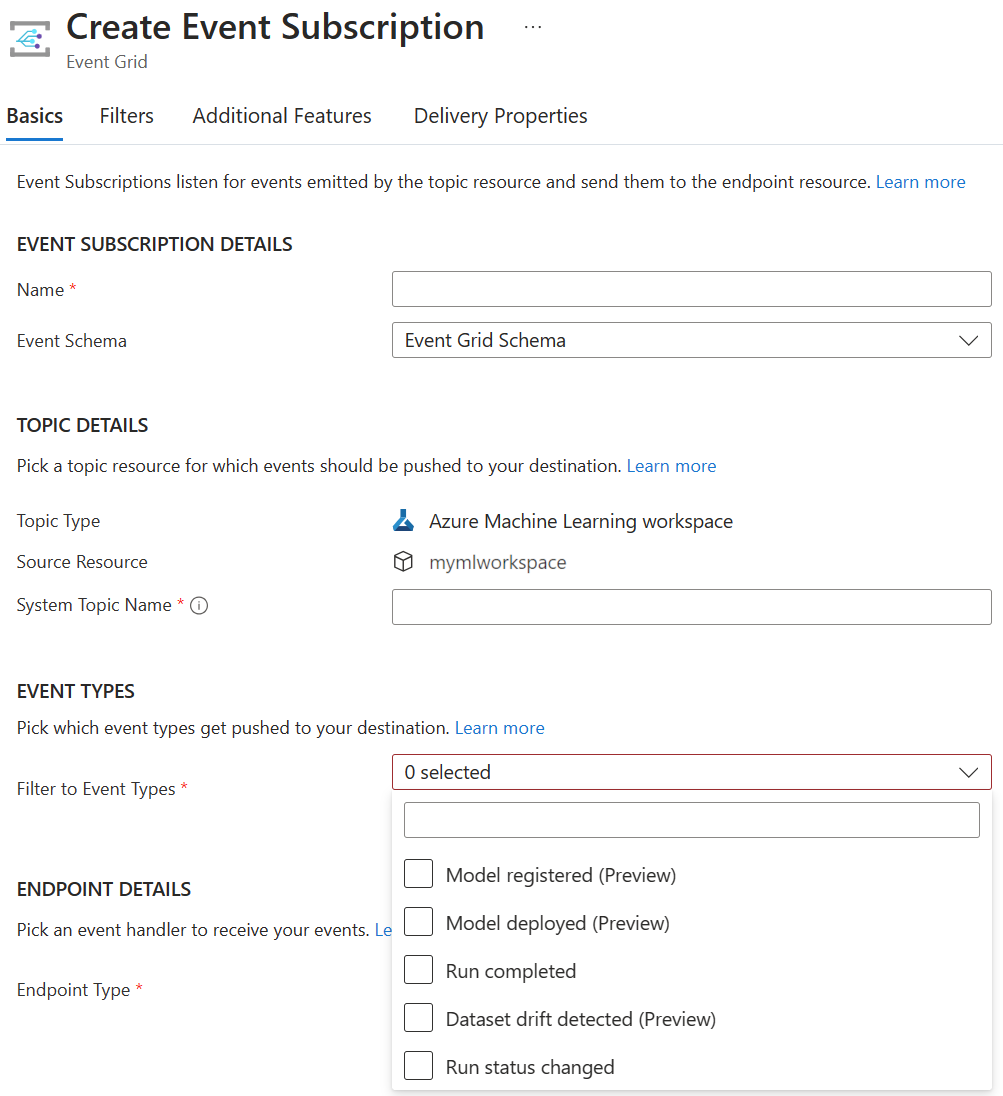 Create Event Subscription ...
Event Grid
Basics Filters Additional Features Delivery Properties
Event Subscriptions listen for events emitted by the topic resource and send them to the endpoint resource. Learn more
EVENT SUBSCRIPTION DETAILS
Name *
Event Schema Event Grid Schema
TOPIC DETAILS
Pick a topic resource for which events should be pushed to your destination. Learn more
Topic Type Azure Machine Learning workspace
Source Resource mymlworkspace
System Topic Name *
EVENT TYPES
Pick which event types get pushed to your destination. Learn more
Filter to Event Types * 0 selected
Model registered (Preview)
Model deployed (Preview)
Run completed
Dataset drift detected (Preview)
Run status changed
ENDPOINT DETAILS
Pick an event handler to receive your events. Le
Endpoint Type *